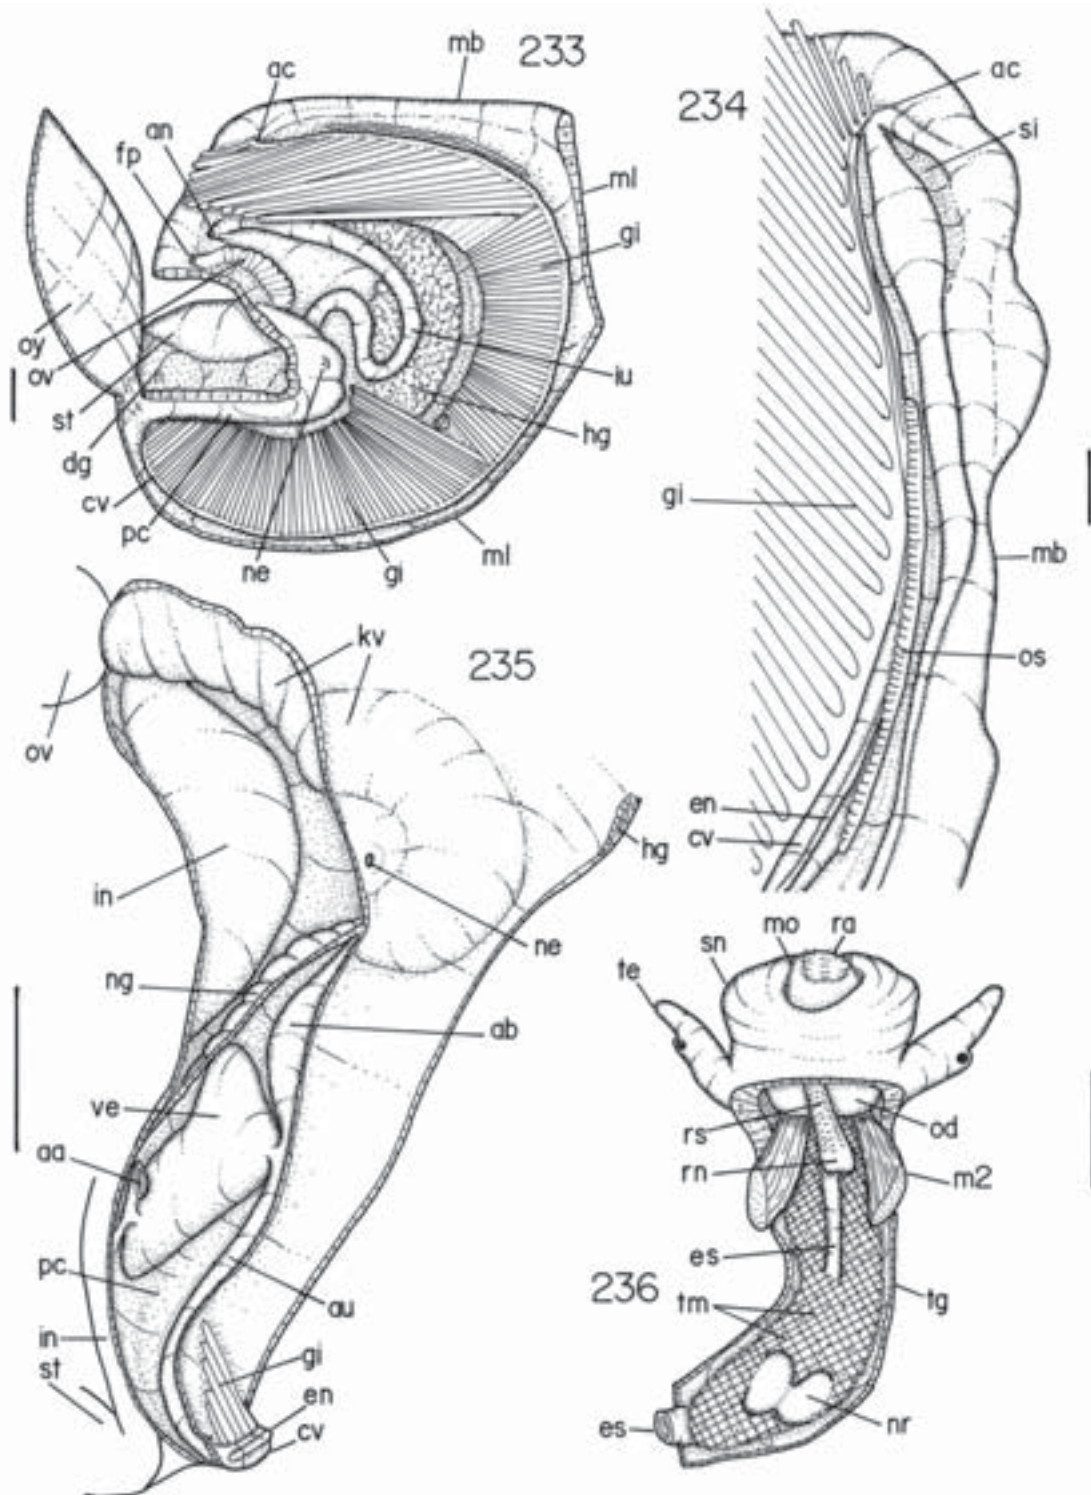 233
mb
ac
an
fp
ml
gi
oy
ov
st
dg
cv
pc
ne
gi
ml
iu
hg
234
ac
si
gi
mb
os
en
cv
235
kv
ov
in
hg
ne
ng
ab
ve
aa
pc
au
in
st
gi
en
cv
236
mo
ra
sn
te
rs
od
rn
m2
es
tm
tg
es
nr